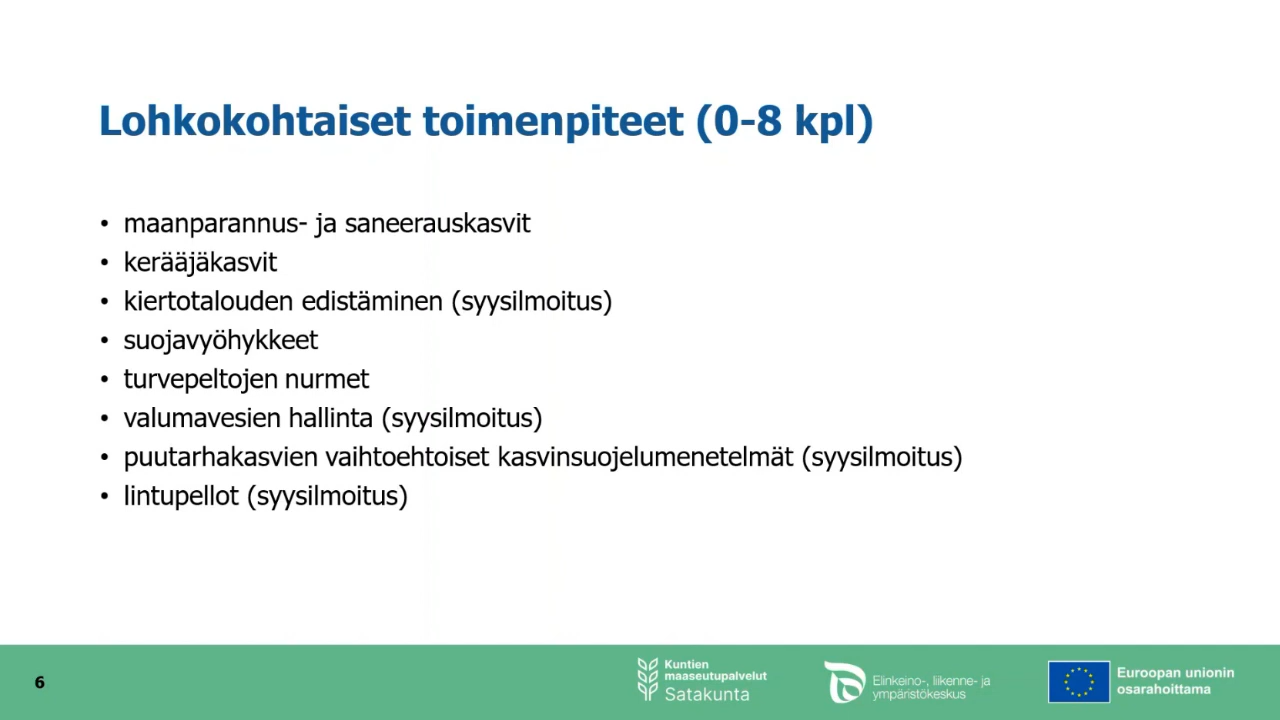 Lohkokohtaiset toimenpiteet (0-8 kpl)
• maanparannus- ja saneerauskasvit
• kerääjäkasvit
• kiertotalouden edistäminen (syysilmoitus)
• suojavyöhykkeet
• turvepeltojen nurmet
• valumavesien hallinta (syysilmoitus)
• puutarhakasvien vaihtoehtoiset kasvinsuojelumenetelmät (syysilmoitus)
• lintupellot (syysilmoitus)
6
Kuntien
maaseutupalvelut
Satakunta
Elinkeino-, liikenne- ja
ympäristökeskus
Euroopan unionin
osarahoittama